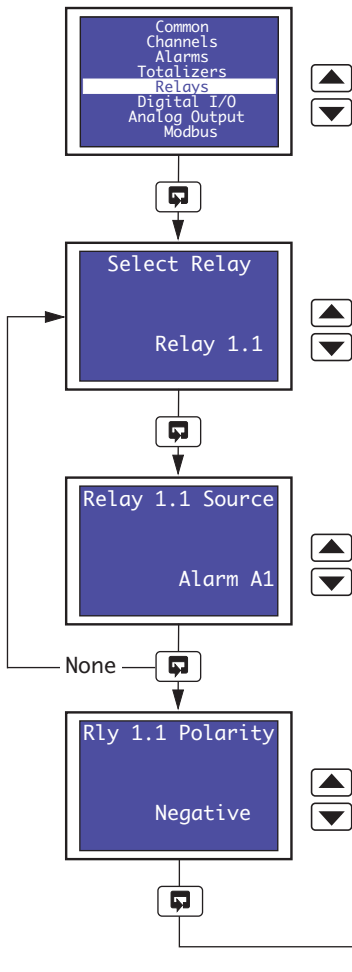 Common
Channels
Alarms
Totalizers
Relays
Digital I/O
Analog Output
Modbus
Select Relay
Relay 1.1
Relay 1.1 Source
Alarm A1
None
Rly 1.1 Polarity
Negative